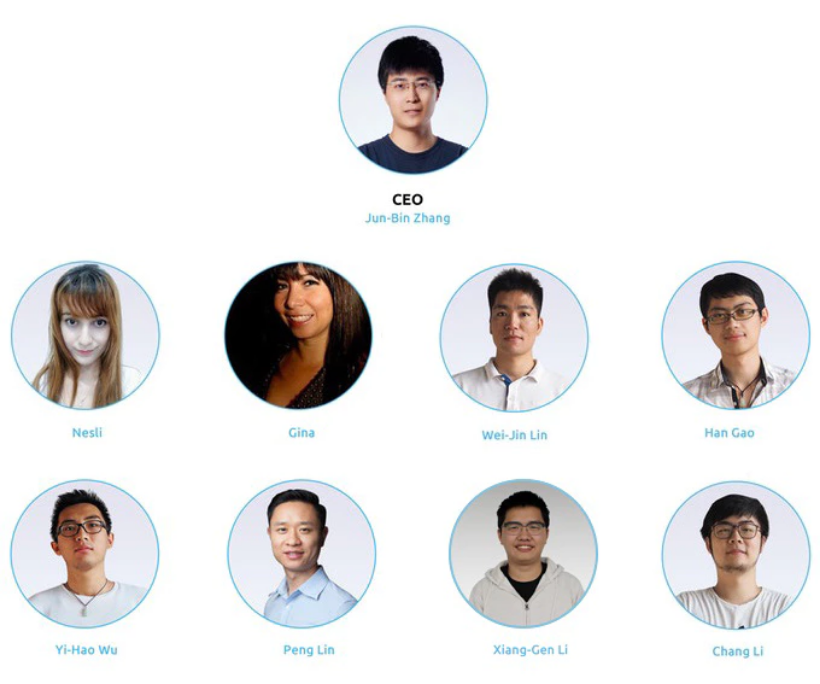 CEO
Jun-Bin Zhang
Nesli
Gina
Wei-Jin Lin
Han Gao
Yi-Hao Wu
Peng Lin
Xiang-Gen Li
Chang Li